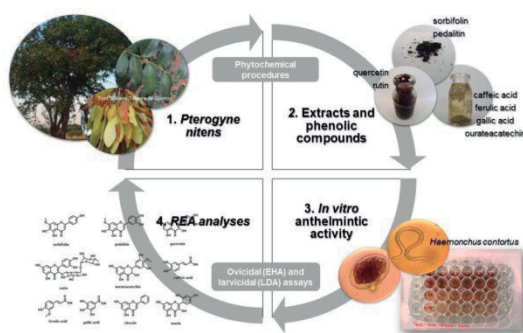 sorbifolin
pedalitin
Phytochemical
procedures
quercetin
rutin
caffeic acid
ferulic acid
gallic acid
ourateacatechin
1. Pterogyne
nitens
2. Extracts and
phenolic
compounds
4. REA analyses
3. In vitro
anthelmintic
activity
Haemonchus contortus
sorbifolin
pedalitin
quercetin
rutin
ourateacatechin
caffeic acid
ferulic acid
gallic acid
Ovicidal (EHA) and
larvicidal (LDA) assays